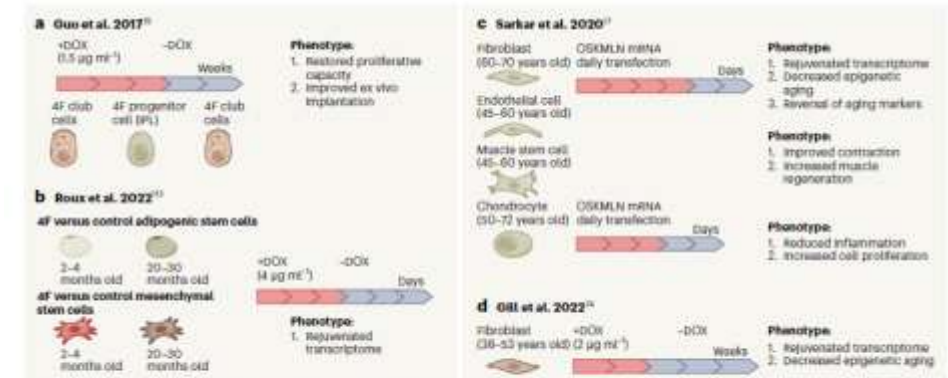 a Guo et al. 2017
+DOX
(1.5 µg ml⁻¹)
−DOX
Weeks
4F club
cells
4F progenitor
cell (iPL)
4F club
cells
Phenotype:
1. Restored proliferative
capacity
2. Improved ex vivo
implantation
b Roux et al. 2022
4F versus control adipogenic stem cells
2–4
months old
20–30
months old
4F versus control mesenchymal
stem cells
2–4
months old
20–30
months old
+DOX
(4 µg ml⁻¹)
−DOX
Days
Phenotype:
1. Rejuvenated
transcriptome
c Sarkar et al. 2020
Fibroblast
(60–70 years old)
OSKMLN mRNA
daily transfection
Days
Endothelial cell
(45–60 years old)
Muscle stem cell
(45–60 years old)
Chondrocyte
(50–72 years old)
OSKMLN mRNA
daily transfection
Days
Phenotype:
1. Rejuvenated transcriptome
2. Decreased epigenetic
aging
3. Reversal of aging markers
Phenotype:
1. Improved contraction
2. Increased muscle
regeneration
Phenotype:
1. Reduced inflammation
2. Increased cell proliferation
d Gill et al. 2022
Fibroblast
(38–53 years old)
+DOX
(2 µg ml⁻¹)
−DOX
Weeks
Phenotype:
1. Rejuvenated transcriptome
2. Decreased epigenetic aging